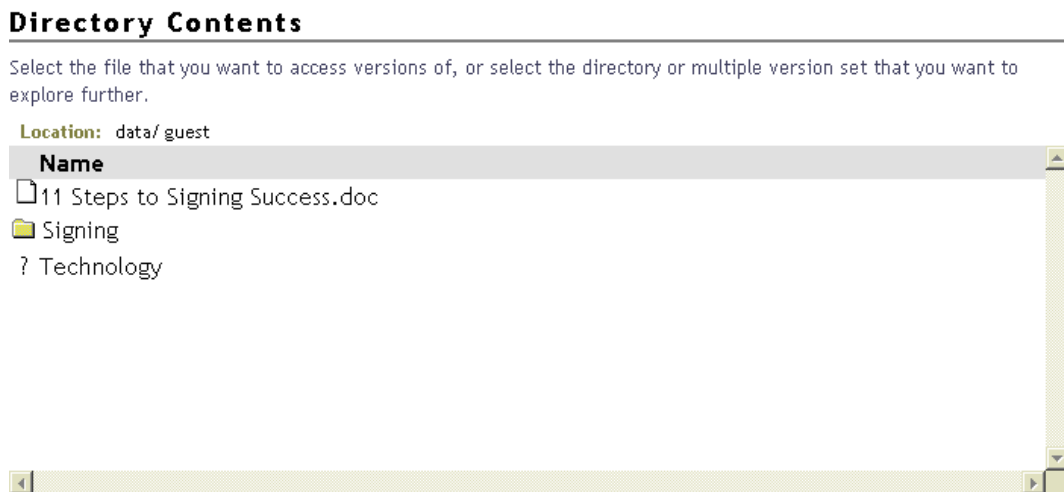 Directory Contents
Select the file that you want to access versions of, or select the directory or multiple version set that you want to
explore further.
Location: data/ guest
Name
11 Steps to Signing Success.doc
Signing
? Technology